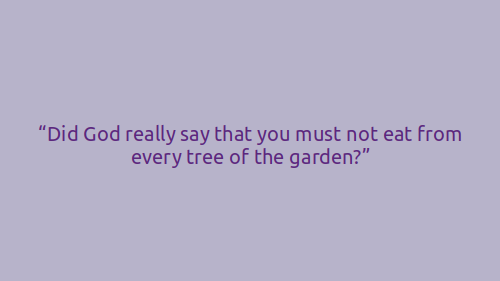 “Did God really say that you must not eat from
every tree of the garden?”